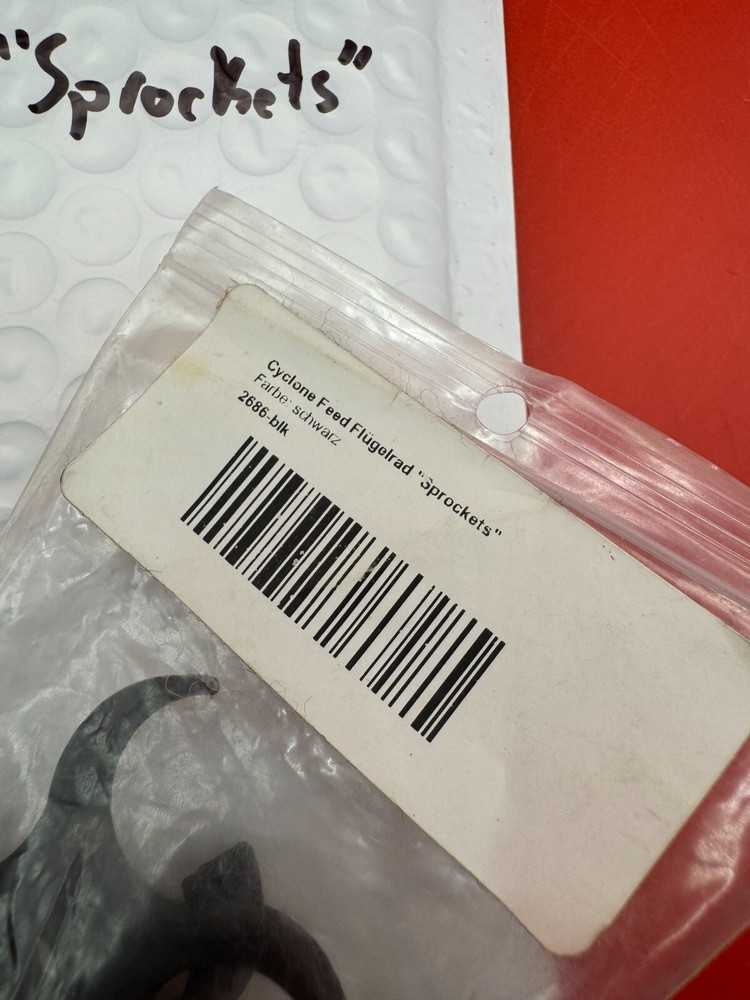 "Sprockets"
Cyclone Feed Flügelrad "Sprockets"
Farbe: schwarz
2686-blk